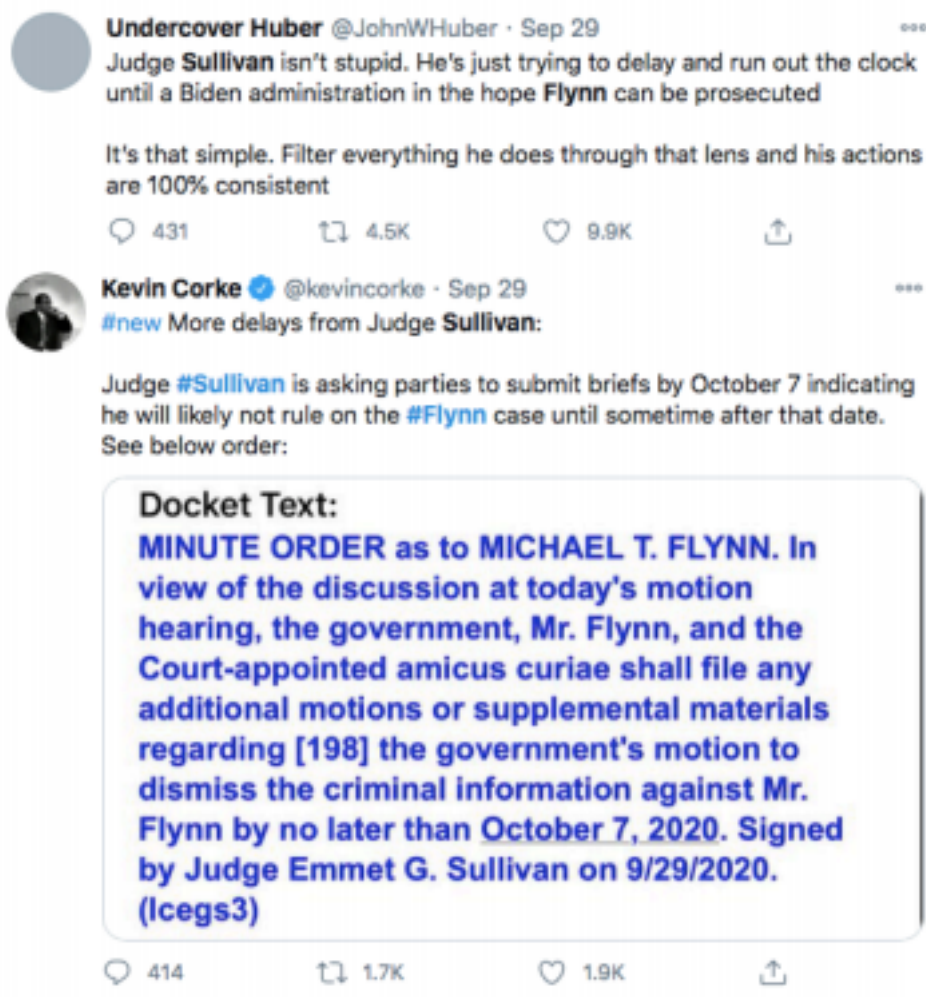 Undercover Huber @JohnWHuber · Sep 29
Judge Sullivan isn't stupid. He's just trying to delay and run out the clock
until a Biden administration in the hope Flynn can be prosecuted
It's that simple. Filter everything he does through that lens and his actions
are 100% consistent
431 4.5K 9.9K
Kevin Corke @kevincorke · Sep 29
#new More delays from Judge Sullivan:
Judge #Sullivan is asking parties to submit briefs by October 7 indicating
he will likely not rule on the #Flynn case until sometime after that date.
See below order:
Docket Text:
MINUTE ORDER as to MICHAEL T. FLYNN. In
view of the discussion at today's motion
hearing, the government, Mr. Flynn, and the
Court-appointed amicus curiae shall file any
additional motions or supplemental materials
regarding [198] the government's motion to
dismiss the criminal information against Mr.
Flynn by no later than October 7, 2020. Signed
by Judge Emmet G. Sullivan on 9/29/2020.
(lcegs3)
414 1.7K 1.9K